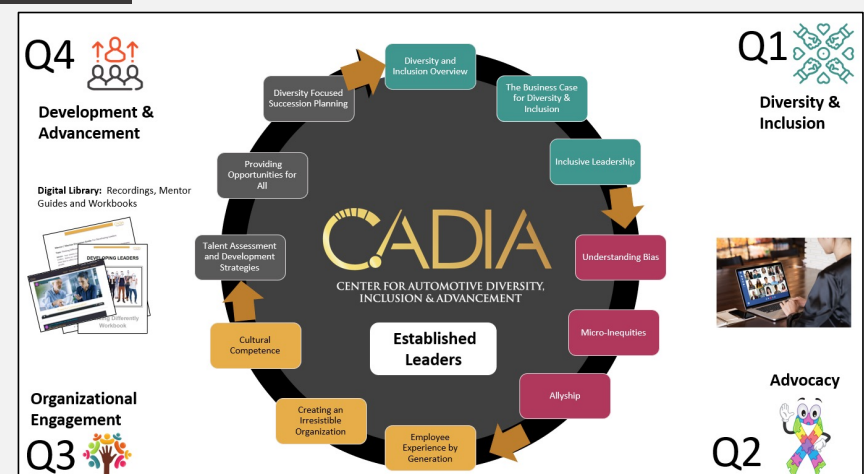 Q4
Development &
Advancement
Digital Library: Recordings, Mentor
Guides and Workbooks
DEVELOPING LEADERS
Differently
Workbook
Organizational
Engagement
Q3
Diversity and
Inclusion Overview
The Business Case
for Diversity &
Inclusion
Inclusive Leadership
Understanding Bias
Micro-Inequities
Allyship
Employee
Experience by
Generation
Creating an
Irresistible
Organization
Cultural
Competence
Talent Assessment
and Development
Strategies
Providing
Opportunities for
All
Diversity Focused
Succession Planning
CADIA
CENTER FOR AUTOMOTIVE DIVERSITY,
INCLUSION & ADVANCEMENT
Established
Leaders
Q1
Diversity &
Inclusion
Advocacy
Q2